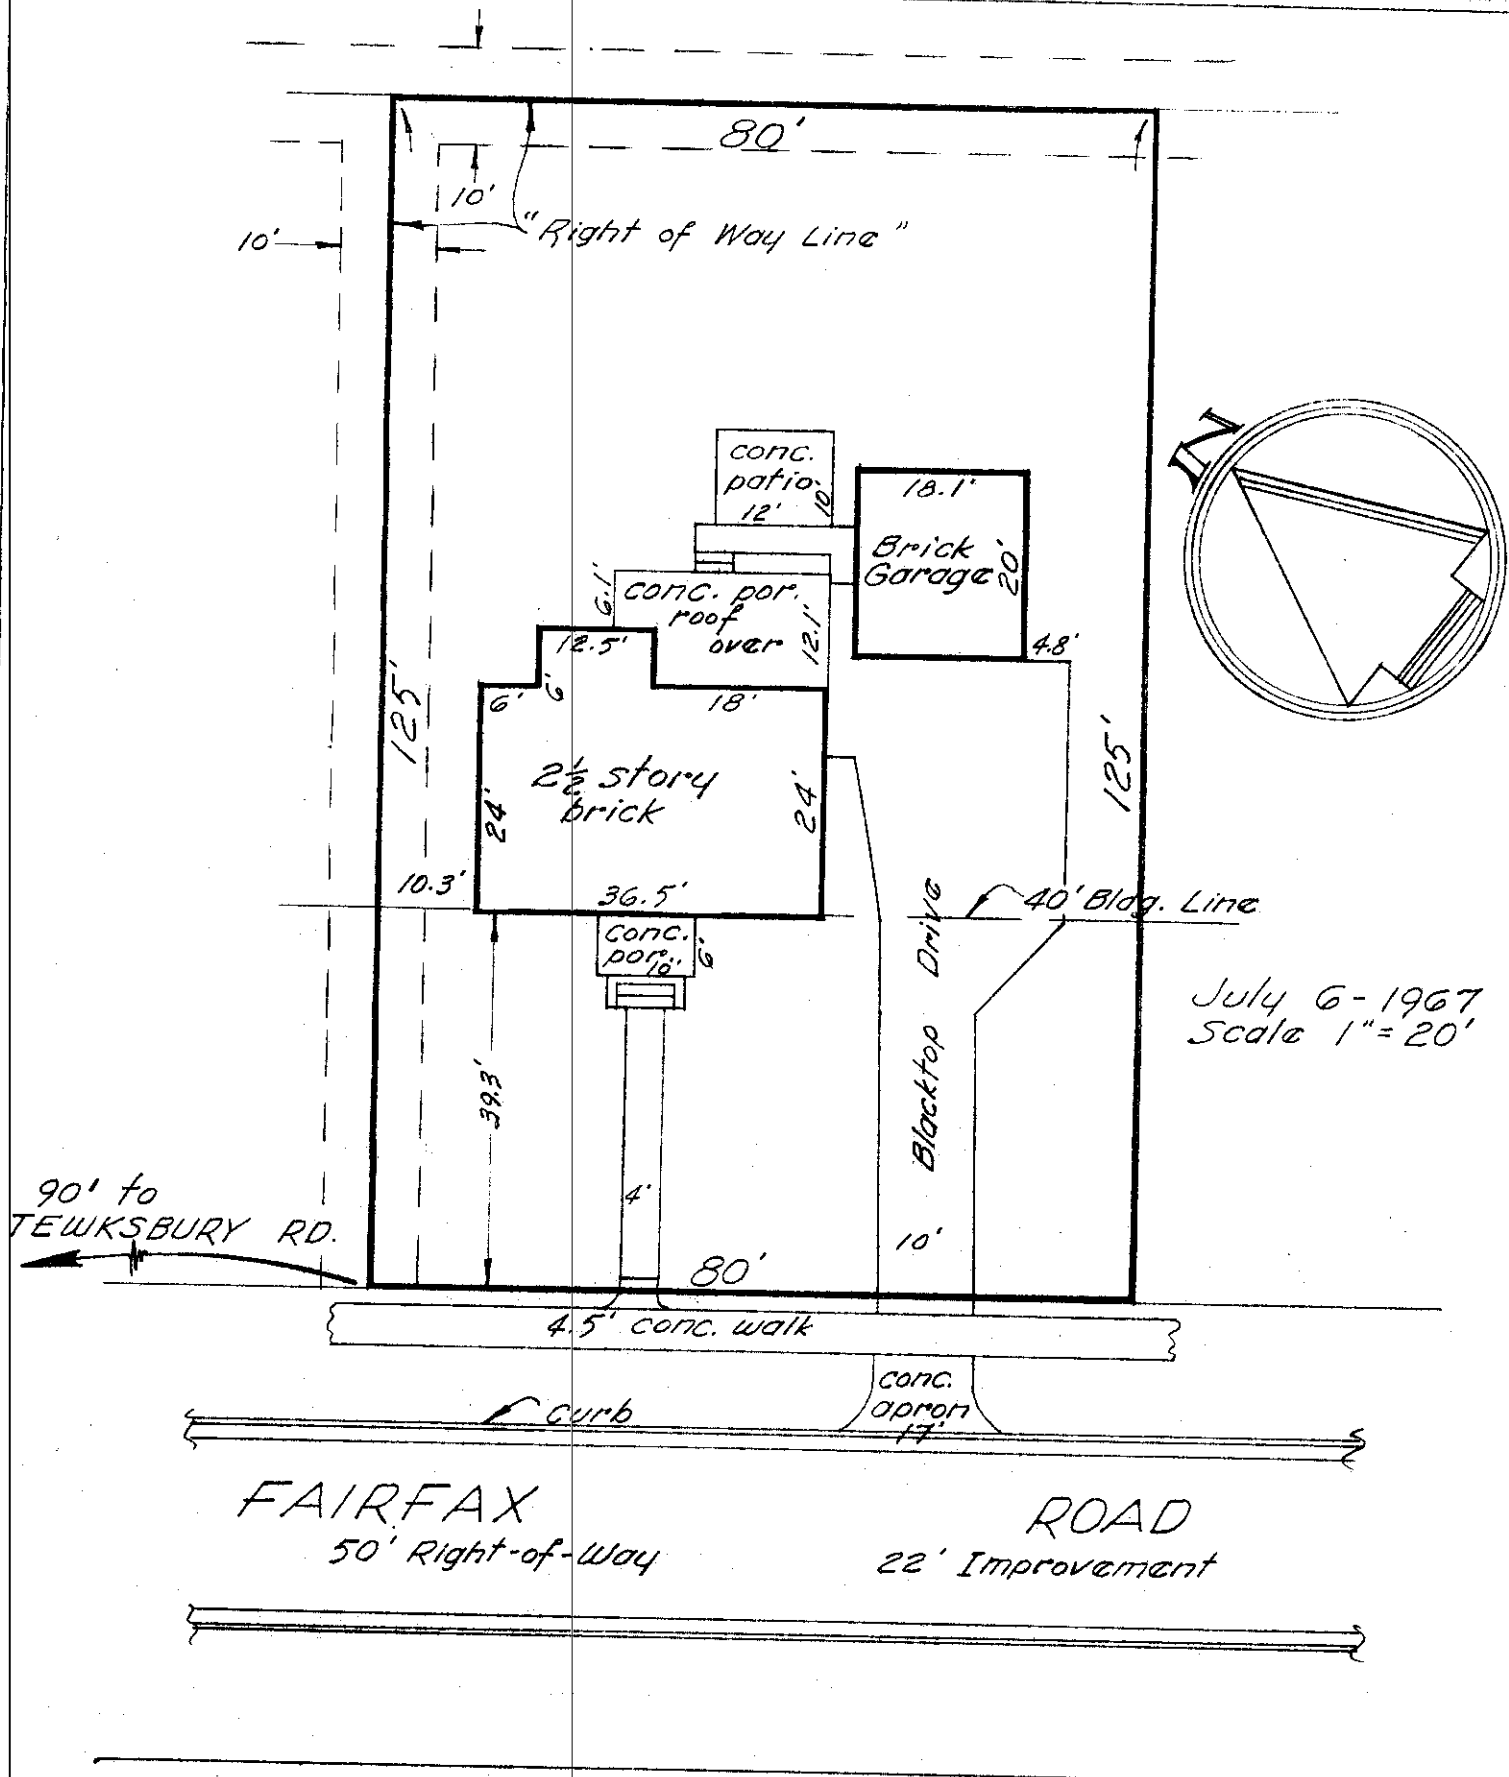 80'
10'
10'
"Right of Way Line"
N
conc.
patio
12'
10'
18.1'
Brick
Garage
20'
6.1'
conc. por.
roof
over
12.1'
12.5'
4.8'
6'
6'
18'
125'
125'
2½ story
brick
24'
24'
10.3'
36.5'
40' Bldg. Line
conc.
por.
10'
6'
Blacktop Drive
July 6-1967
Scale 1"=20'
39.3'
4'
90' to
TEWKSBURY RD.
10'
80'
4.5' conc. walk
conc.
apron
17'
curb
FAIRFAX ROAD
50' Right-of-Way
22' Improvement